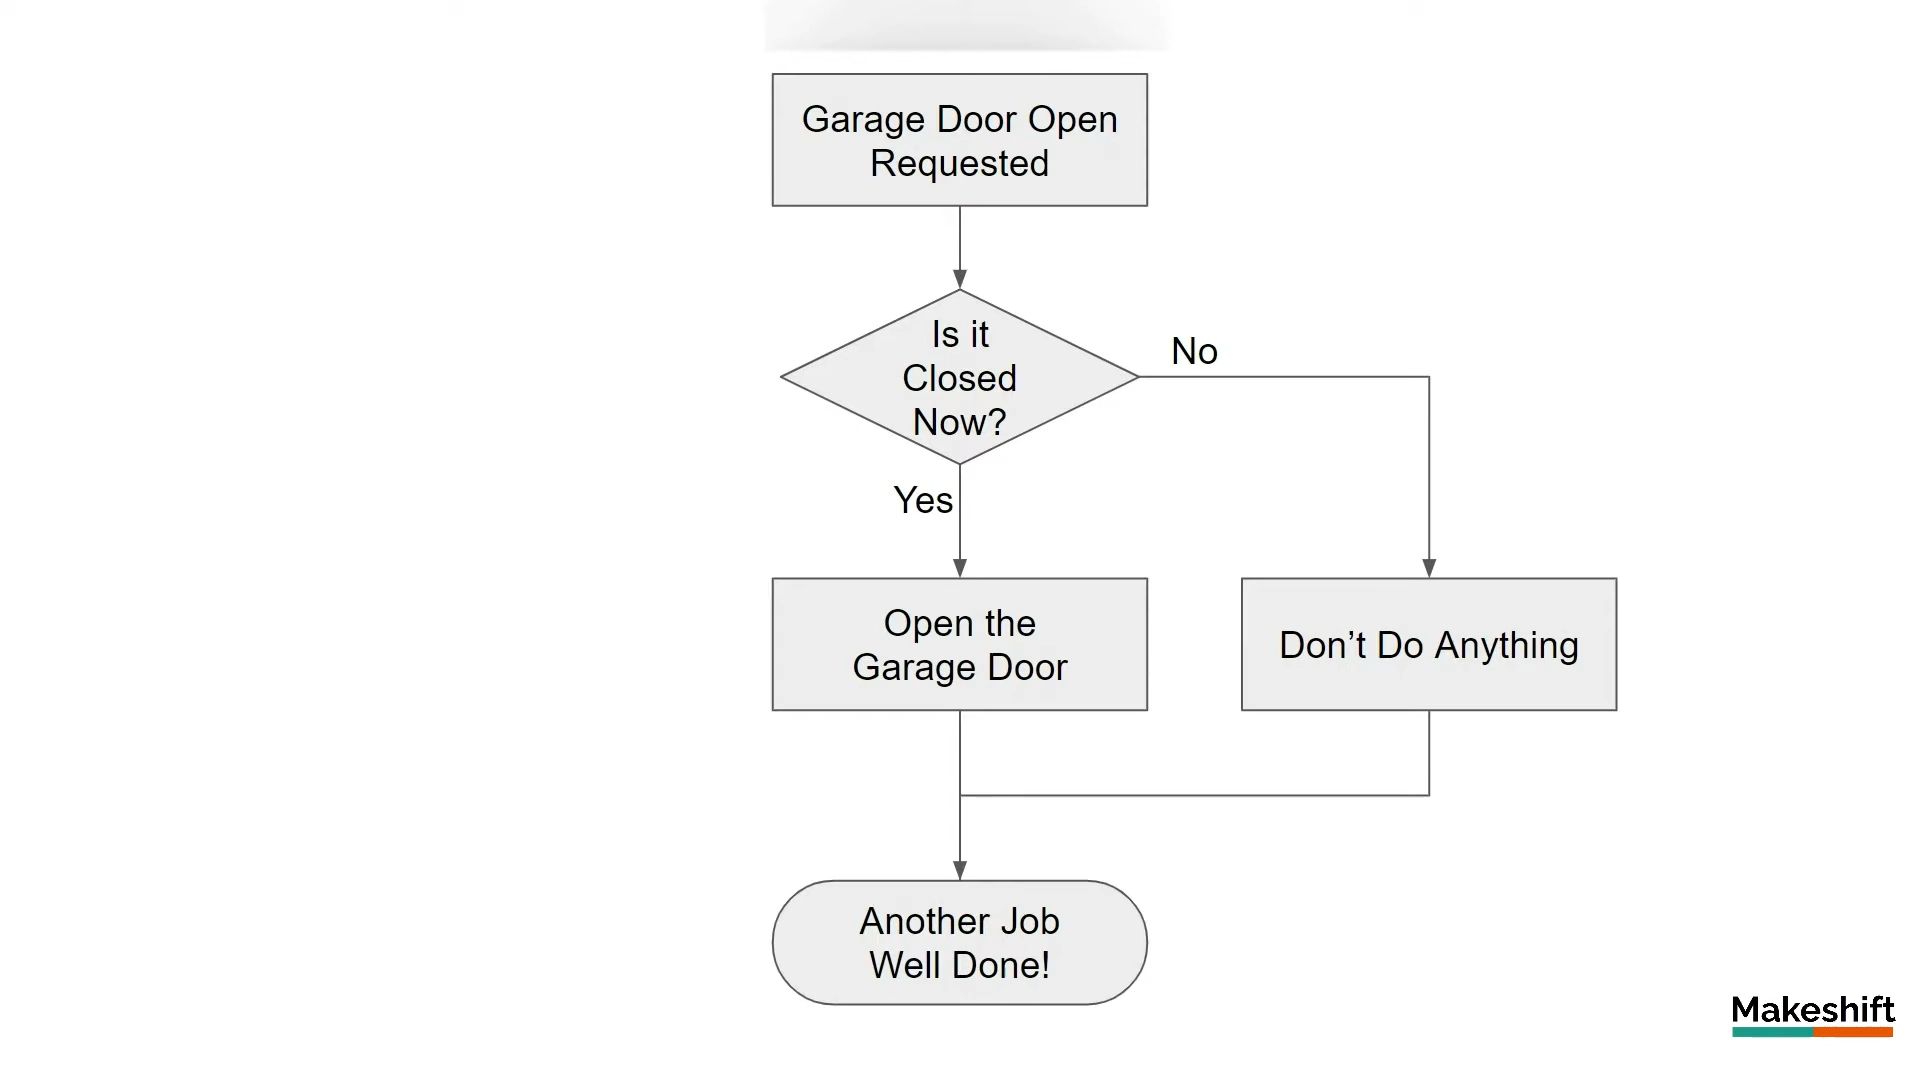 Garage Door Open
Requested
Is it
Closed
Now?
No
Yes
Open the
Garage Door
Don’t Do Anything
Another Job
Well Done!
Makeshift